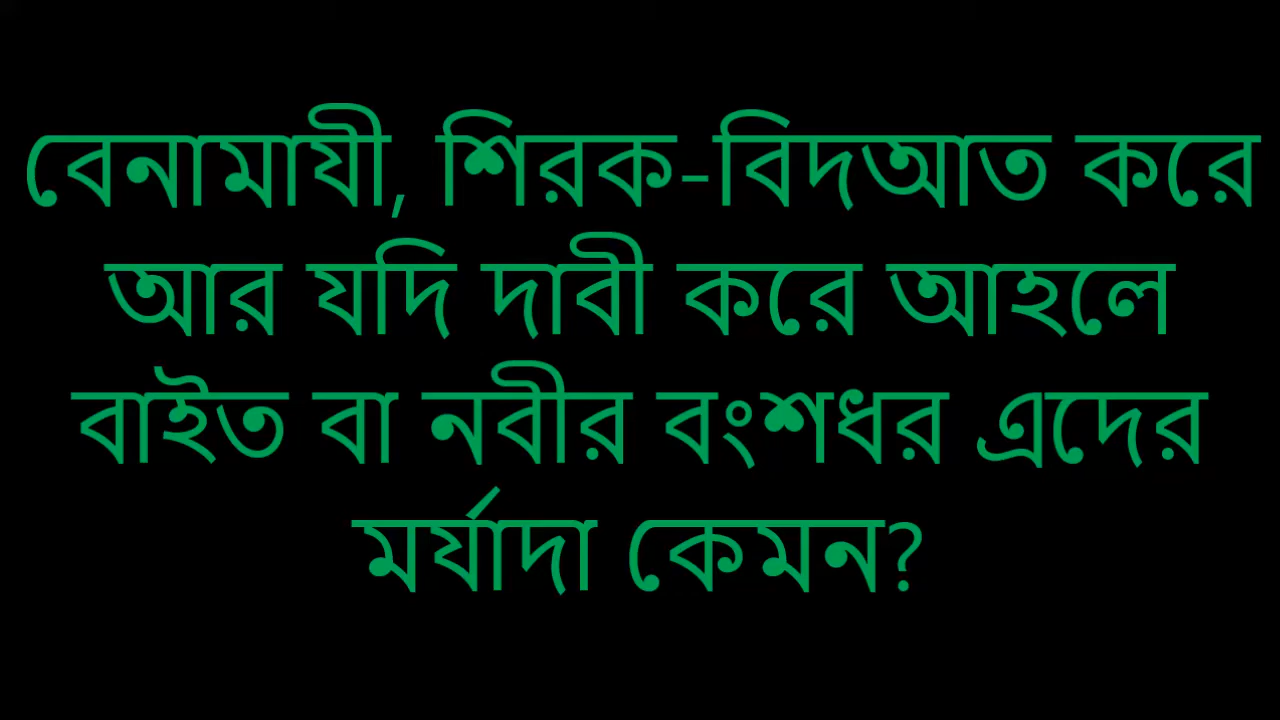 বেনামাযী, শিরক-বিদআত করে
আর যদি দাবী করে আহলে
বাইত বা নবীর বংশধর এদের
মর্যাদা কেমন?